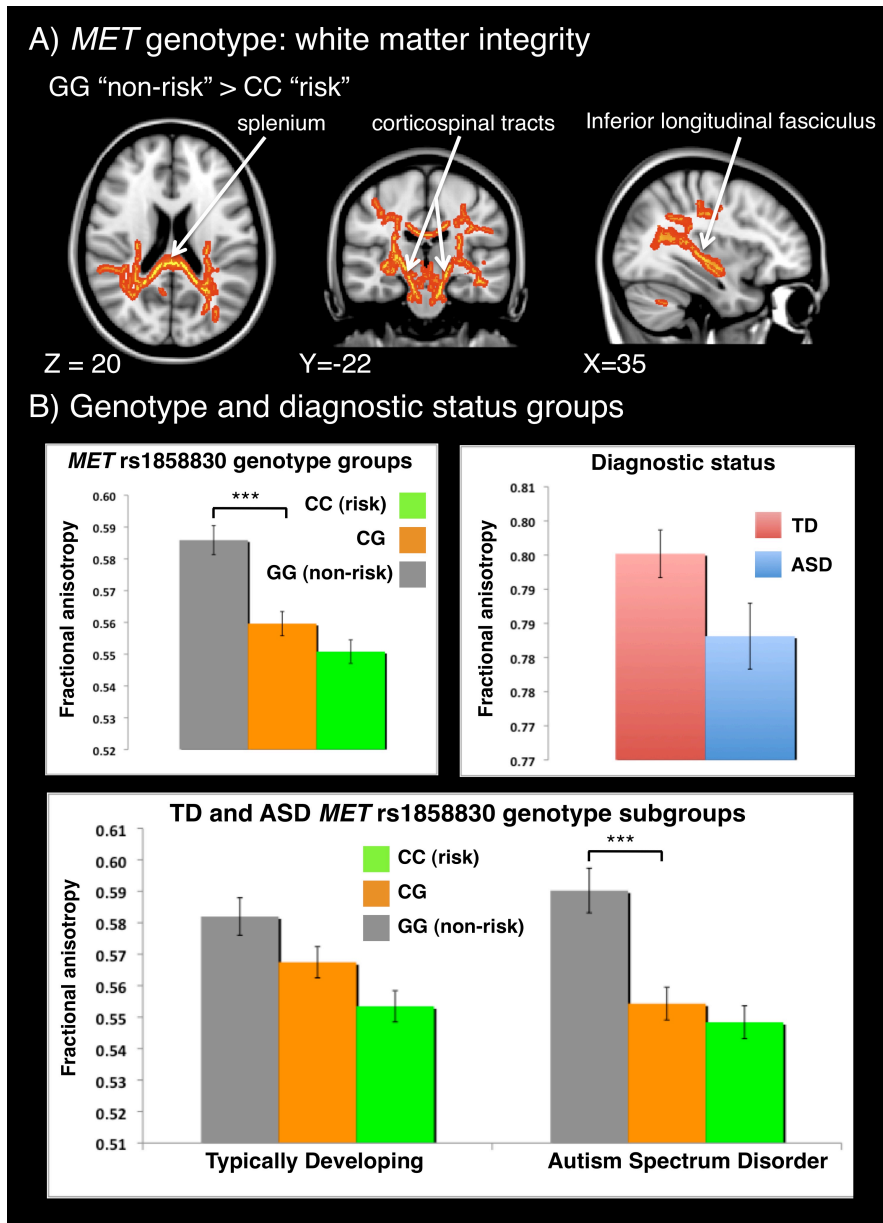 A) MET genotype: white matter integrity
GG “non-risk” > CC “risk”
splenium
corticospinal tracts
Inferior longitudinal fasciculus
Z = 20
Y=-22
X=35
B) Genotype and diagnostic status groups
MET rs1858830 genotype groups
Fractional anisotropy
0.60
0.59
0.58
0.57
0.56
0.55
0.54
0.53
0.52
***
CC (risk)
CG
GG (non-risk)
Diagnostic status
Fractional anisotropy
0.81
0.80
0.80
0.79
0.79
0.78
0.78
0.77
0.77
TD
ASD
TD and ASD MET rs1858830 genotype subgroups
Fractional anisotropy
0.61
0.60
0.59
0.58
0.57
0.56
0.55
0.54
0.53
0.52
0.51
CC (risk)
CG
GG (non-risk)
***
Typically Developing
Autism Spectrum Disorder